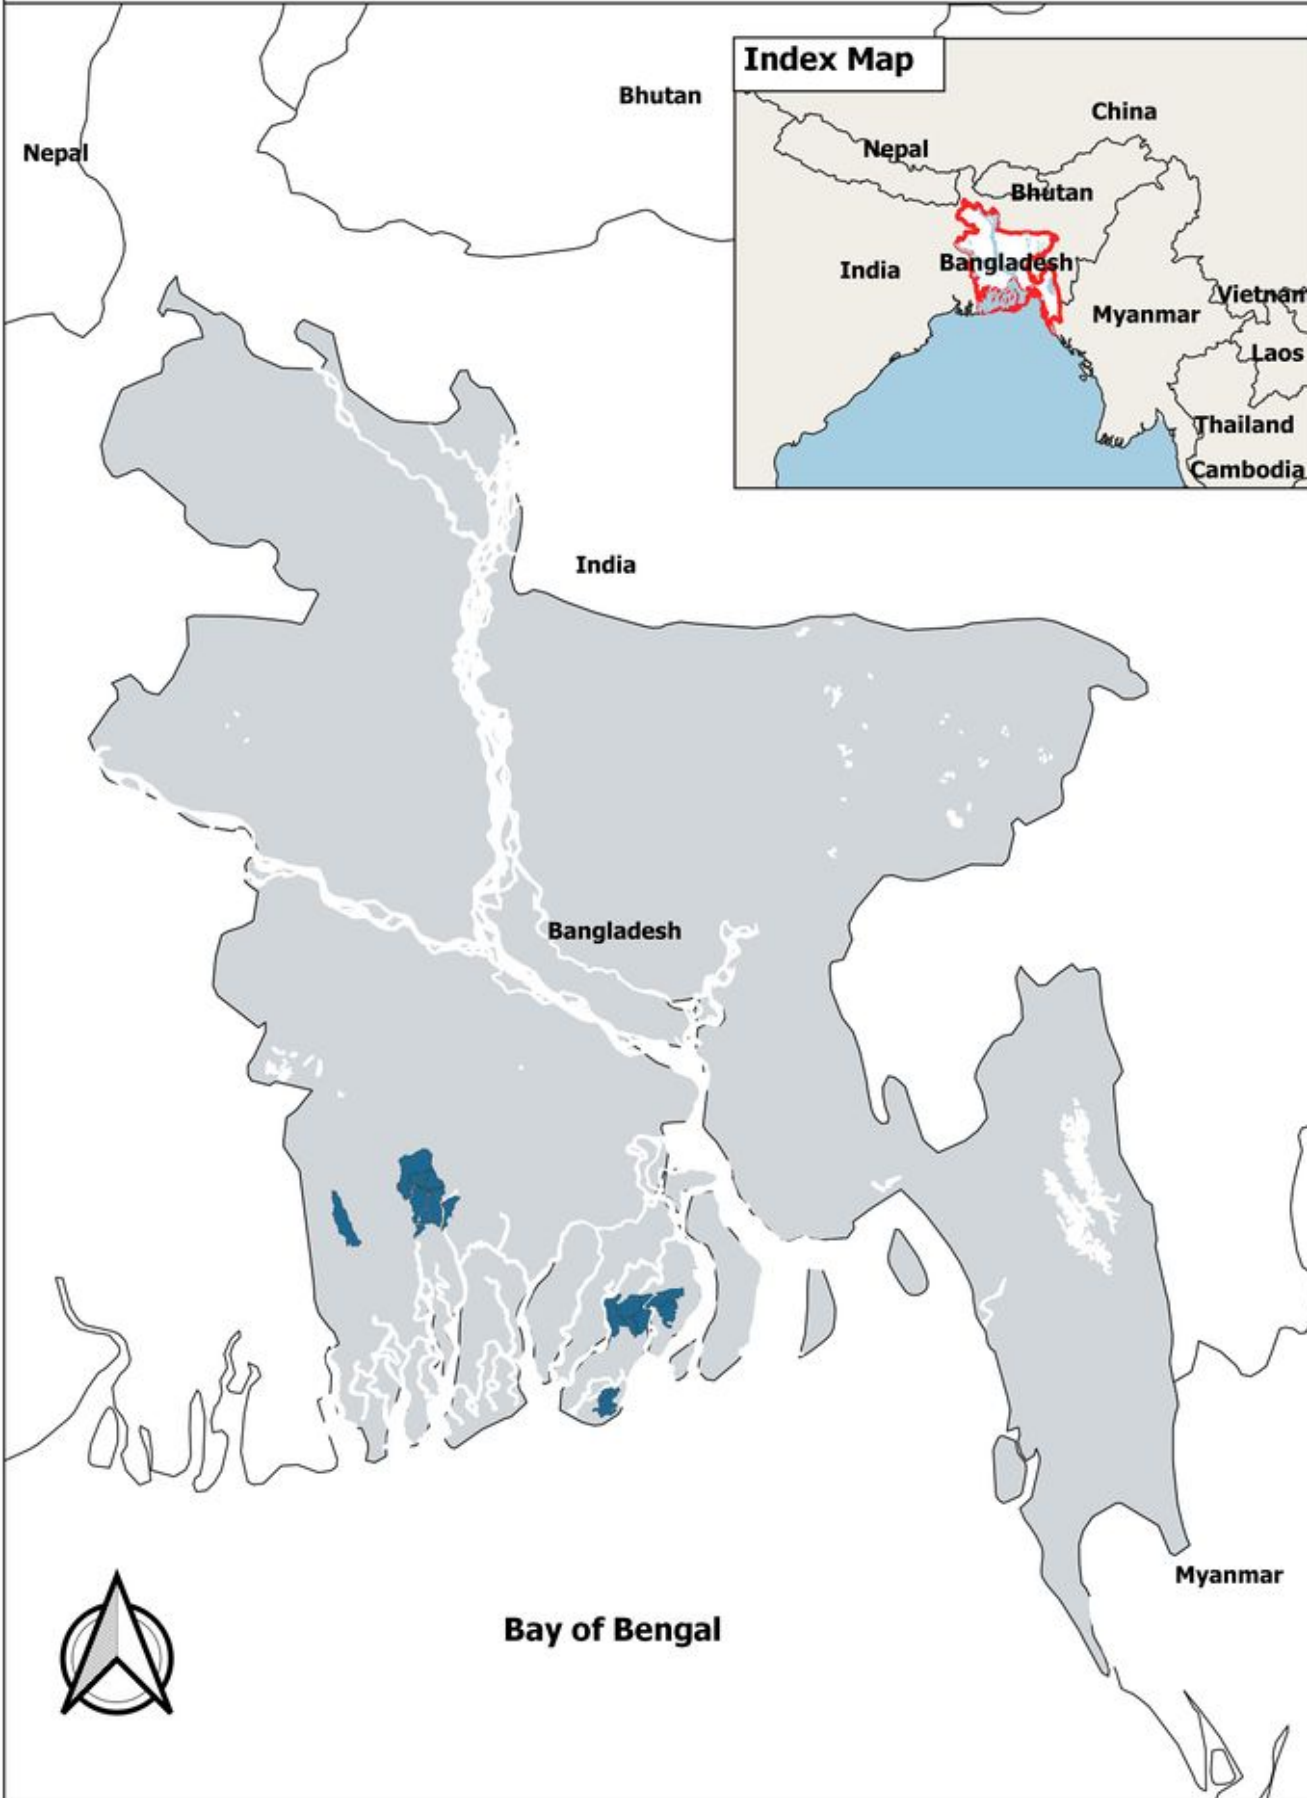 Index Map
Bhutan
Nepal
China
Nepal
Bhutan
India
Bangladesh
Myanmar
Vietnam
Laos
Thailand
Cambodia
India
Bangladesh
Myanmar
Bay of Bengal